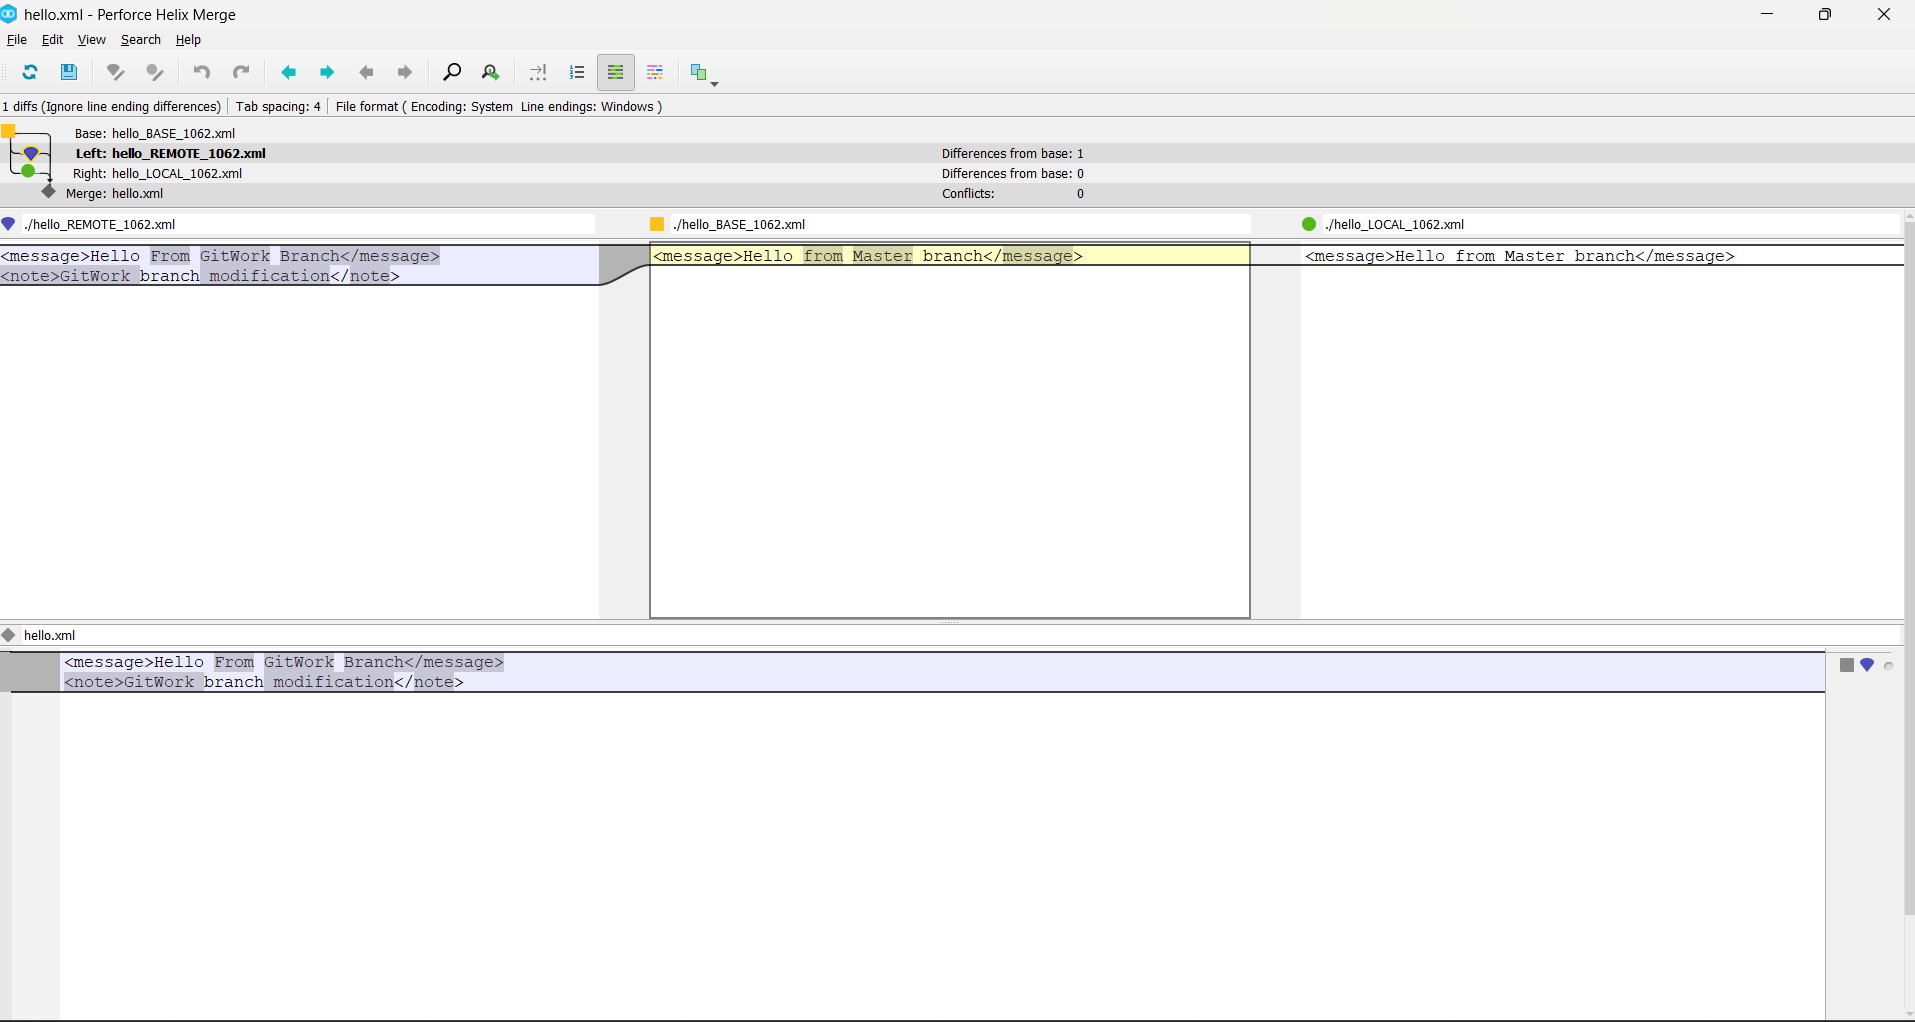 hello.xml - Perforce Helix Merge
File Edit View Search Help
1 diffs (Ignore line ending differences) Tab spacing: 4 File format ( Encoding: System Line endings: Windows )
Base: hello_BASE_1062.xml
Left: hello_REMOTE_1062.xml Differences from base: 1
Right: hello_LOCAL_1062.xml Differences from base: 0
Merge: hello.xml Conflicts: 0
./hello_REMOTE_1062.xml ./hello_BASE_1062.xml ./hello_LOCAL_1062.xml
<message>Hello From GitWork Branch</message> <message>Hello from Master branch</message> <message>Hello from Master branch</message>
<note>GitWork branch modification</note>
hello.xml
<message>Hello From GitWork Branch</message>
<note>GitWork branch modification</note>